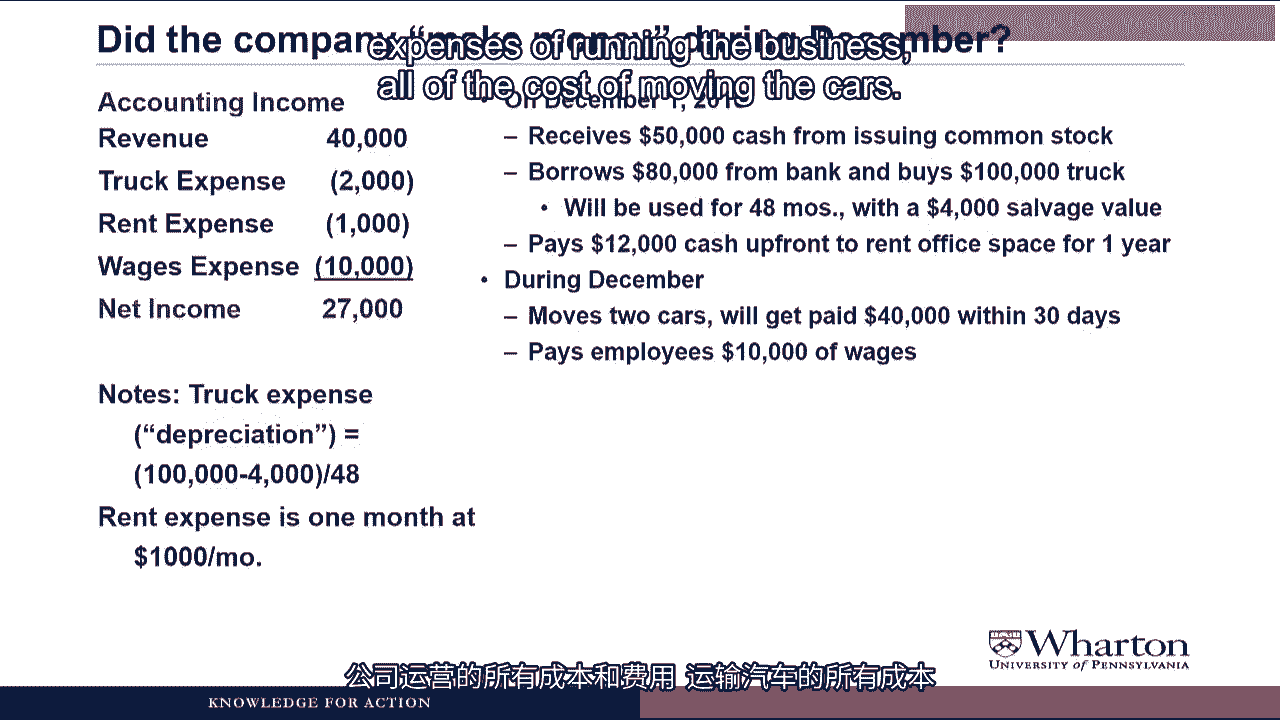 Did the company "make money" during December?
expenses of running the business,
all of the cost of moving the cars.
Accounting Income
Revenue 40,000
Truck Expense (2,000)
Rent Expense (1,000)
Wages Expense (10,000)
Net Income 27,000
Notes: Truck expense
("depreciation") =
(100,000-4,000)/48
Rent expense is one month at
$1000/mo.
• On December 1,
– Receives $50,000 cash from issuing common stock
– Borrows $80,000 from bank and buys $100,000 truck
• Will be used for 48 mos., with a $4,000 salvage value
– Pays $12,000 cash upfront to rent office space for 1 year
• During December
– Moves two cars, will get paid $40,000 within 30 days
– Pays employees $10,000 of wages
Wharton
UNIVERSITY of PENNSYLVANIA
公司运营的所有成本和费用 运输汽车的所有成本
KNOWLEDGE FOR ACTION